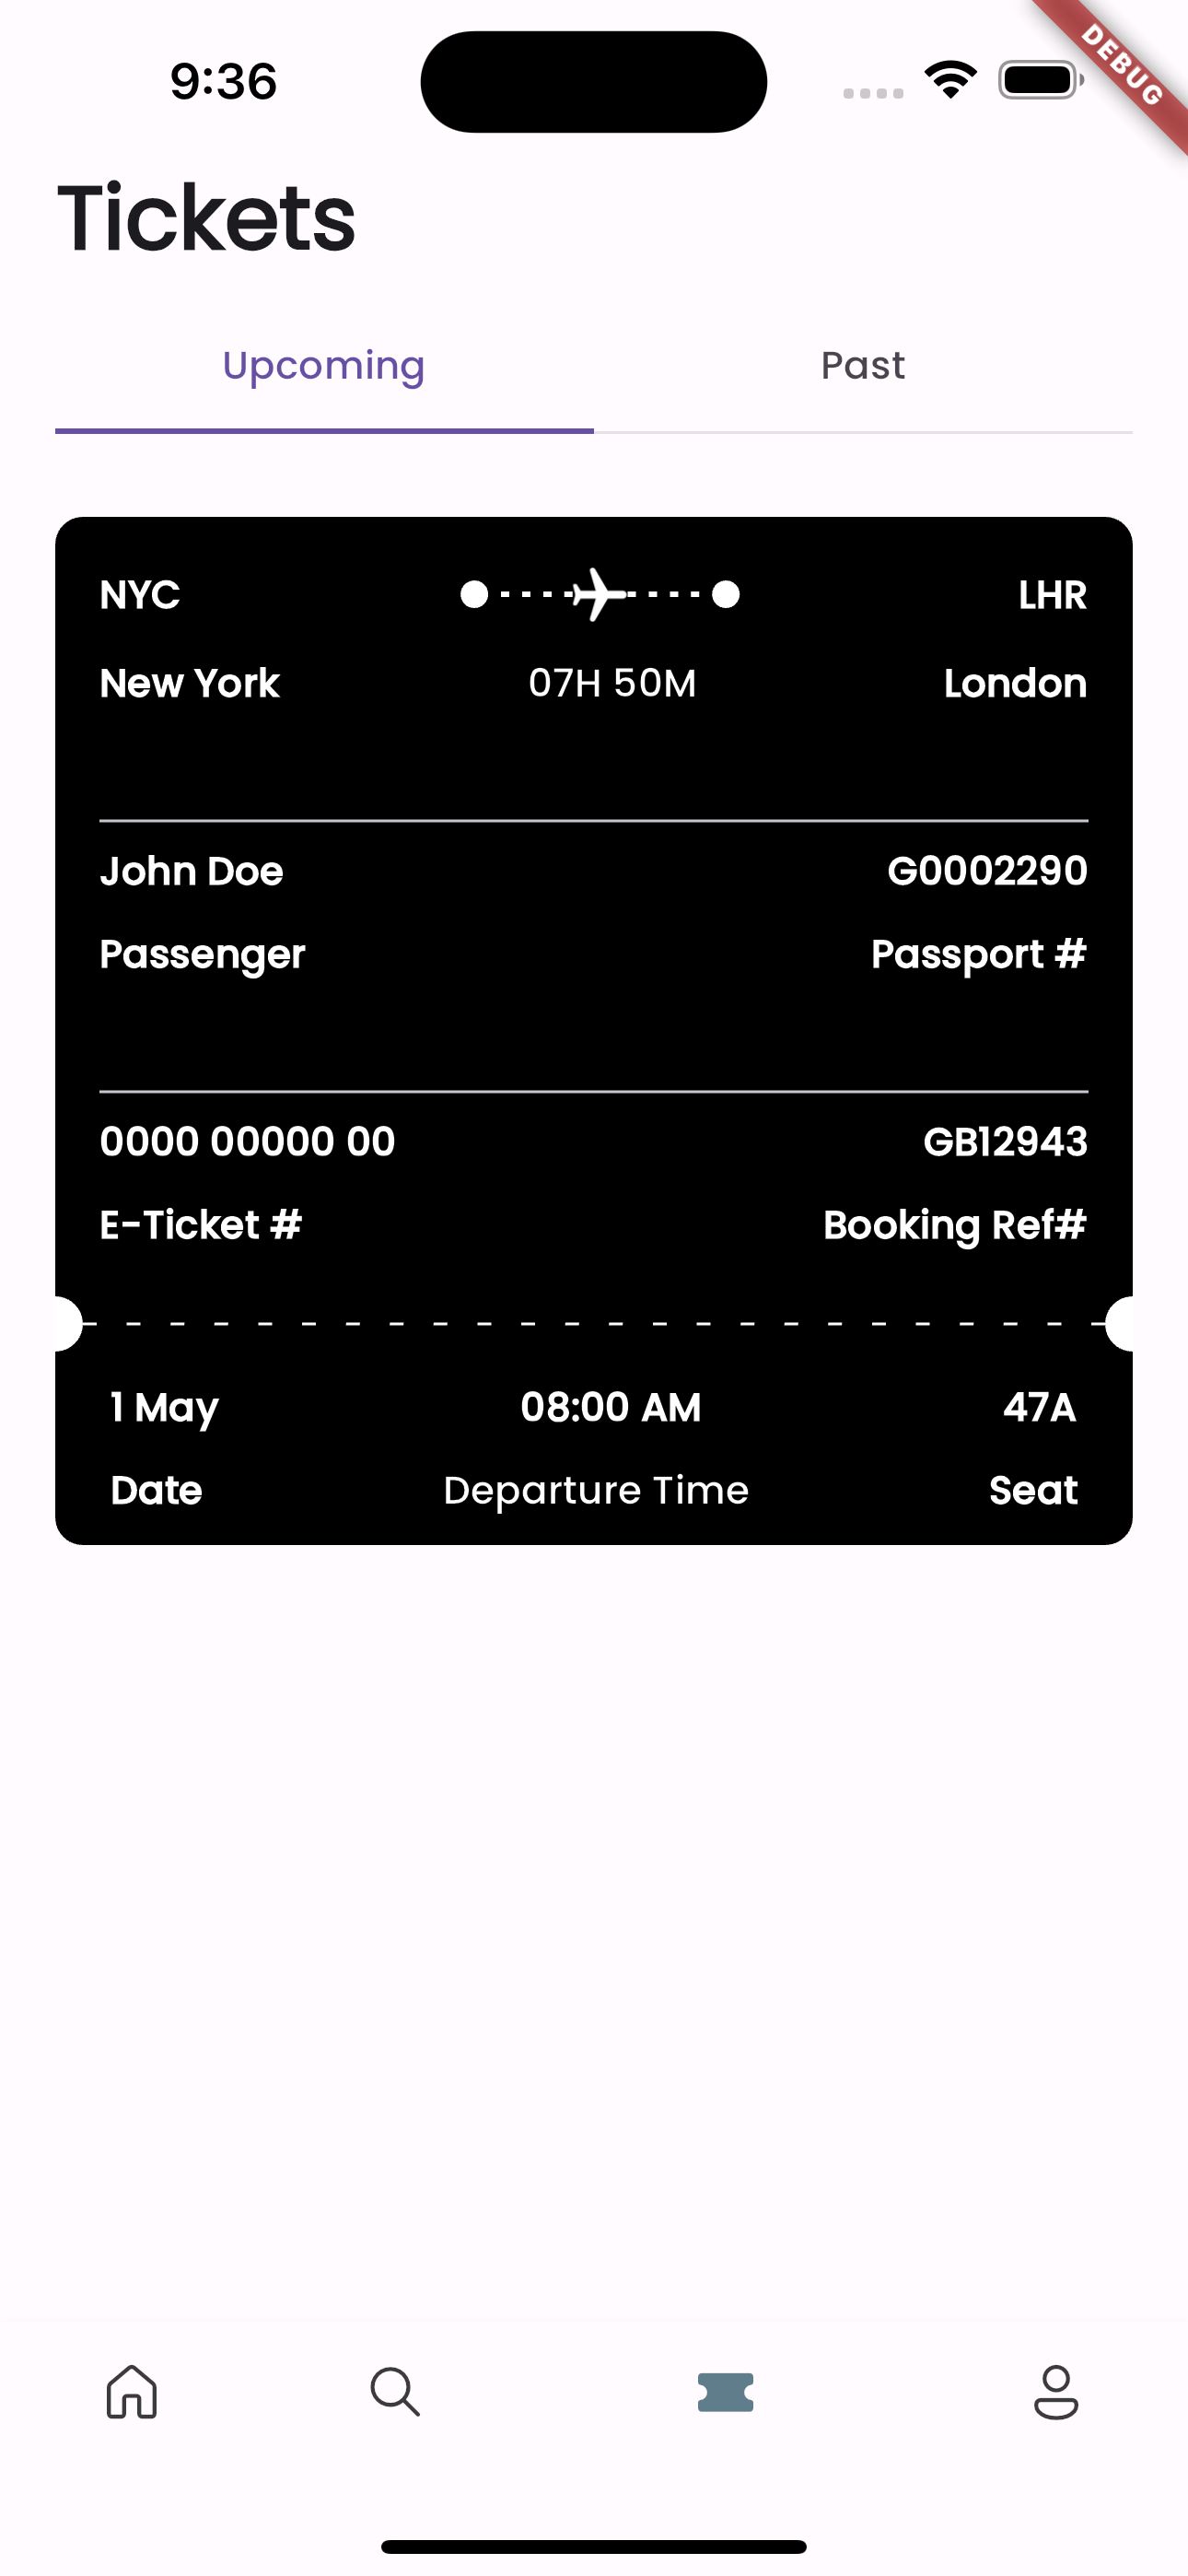 9:36
DEBUG
Tickets
Upcoming Past
NYC LHR
New York 07H 50M London
John Doe G0002290
Passenger Passport #
0000 00000 00 GB12943
E-Ticket # Booking Ref#
1 May 08:00 AM 47A
Date Departure Time Seat